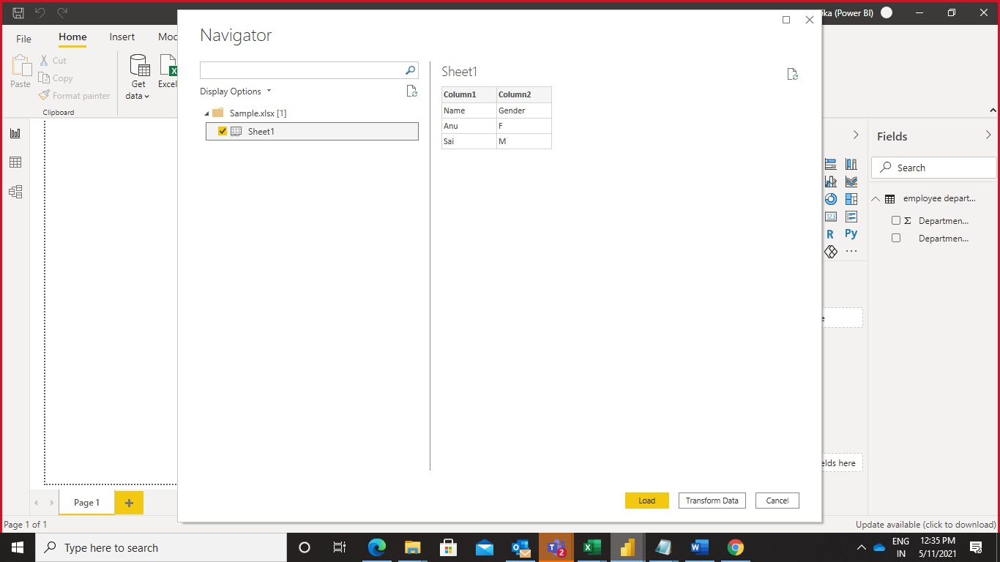 ika (Power BI)
File
Home
Insert
Mod
Paste
Cut
Copy
Format painter
Clipboard
Get
data
Excel
Navigator
Display Options
Sample.xlsx [1]
Sheet1
Sheet1
Column1 Column2
Name Gender
Anu F
Sai M
Load
Transform Data
Cancel
Fields
Search
employee depart...
Σ Departmen...
Departmen...
123
R Py
...
e
elds here
Page 1
+
Page 1 of 1
Update available (click to download)
Type here to search
2
ENG
IN
12:35 PM
5/11/2021